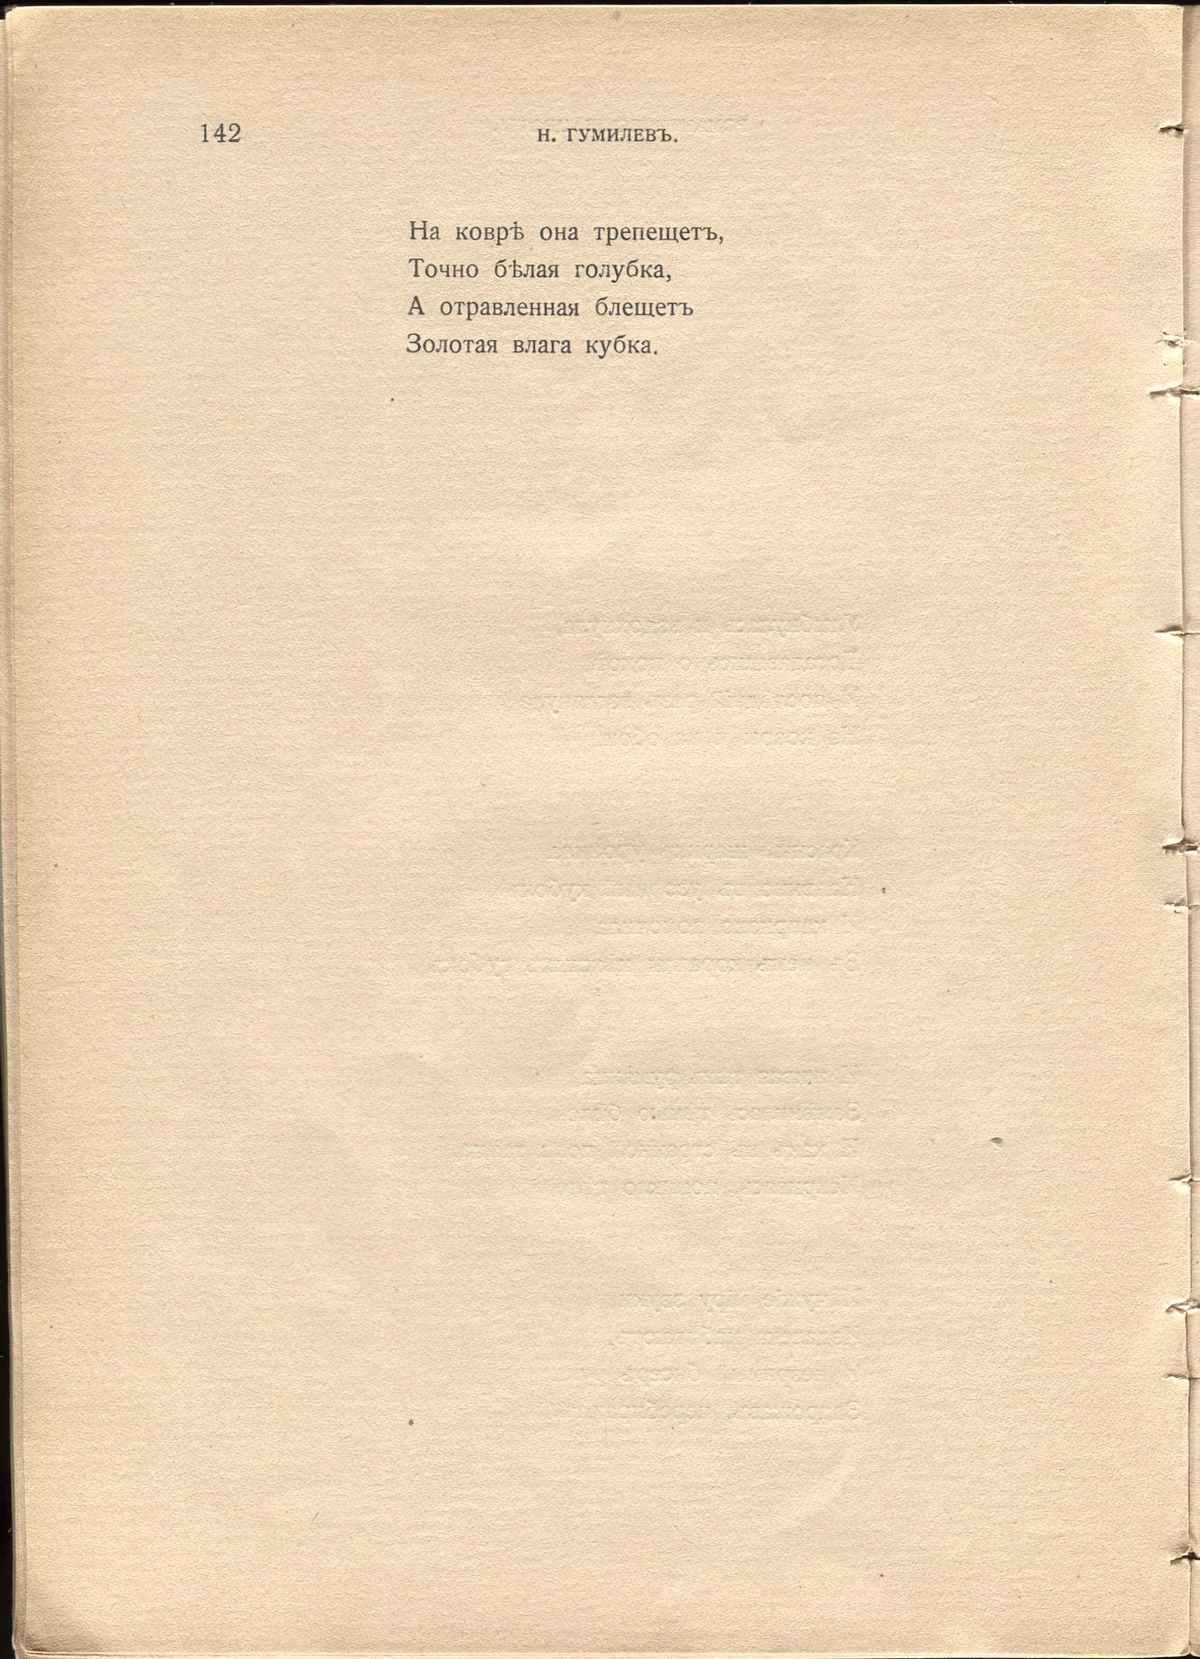 142
Н. ГУМИЛЕВЪ.
На коврѣ она трепещетъ,
Точно бѣлая голубка,
А отравленная блещетъ
Золотая влага кубка.